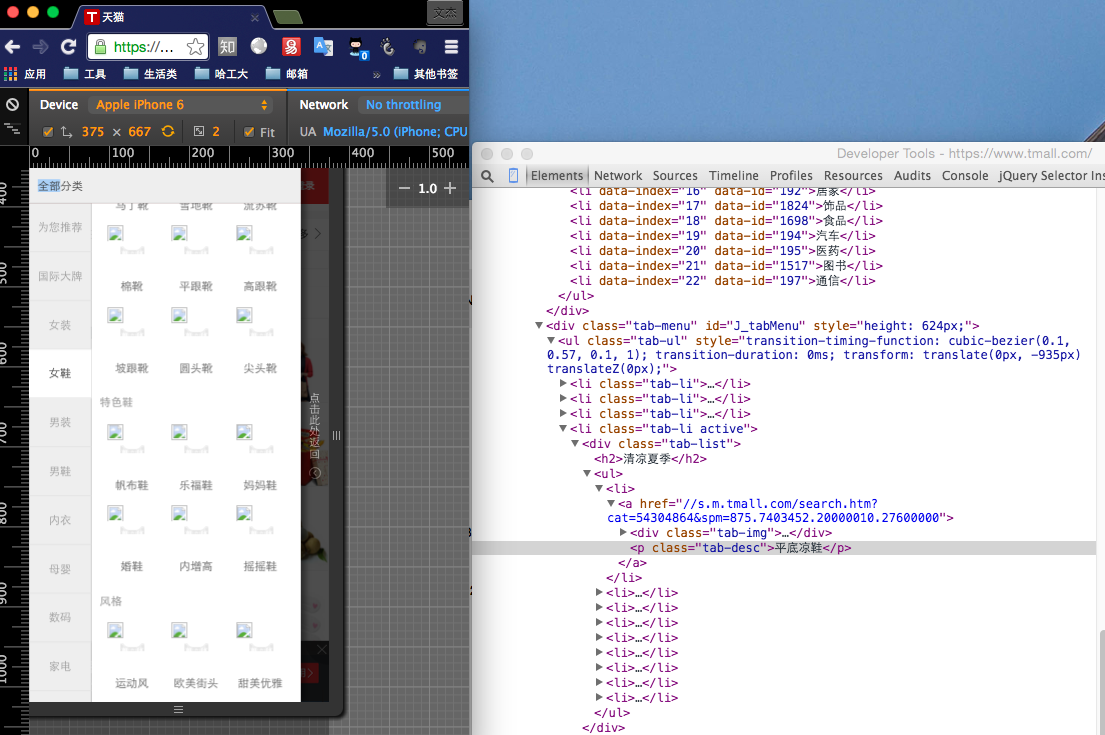 天猫
文杰
https://...
知
易
A
0
应用
工具
生活类
哈工大
邮箱
»
其他书签
Device
Apple iPhone 6
Network
No throttling
375 × 667
2
Fit
UA
Mozilla/5.0 (iPhone; CPU
0
100
200
300
400
500
400
500
600
700
800
900
1000
− 1.0 +
全部分类
为您推荐
国际大牌
女装
女鞋
男装
男鞋
内衣
母婴
数码
家电
马丁靴
雪地靴
流苏靴
棉靴
平跟靴
高跟靴
坡跟靴
圆头靴
尖头靴
特色鞋
帆布鞋
乐福鞋
妈妈鞋
婚鞋
内增高
摇摇鞋
风格
运动风
欧美街头
甜美优雅
点击此处返回
Developer Tools - https://www.tmall.com/
Elements
Network
Sources
Timeline
Profiles
Resources
Audits
Console
jQuery Selector Ins
<li data-index="16" data-id="192">居家</li>
<li data-index="17" data-id="1824">饰品</li>
<li data-index="18" data-id="1698">食品</li>
<li data-index="19" data-id="194">汽车</li>
<li data-index="20" data-id="195">医药</li>
<li data-index="21" data-id="1517">图书</li>
<li data-index="22" data-id="197">通信</li>
</ul>
</div>
<div class="tab-menu" id="J_tabMenu" style="height: 624px;">
<ul class="tab-ul" style="transition-timing-function: cubic-bezier(0.1,
0.57, 0.1, 1); transition-duration: 0ms; transform: translate(0px, -935px)
translateZ(0px);">
<li class="tab-li">…</li>
<li class="tab-li">…</li>
<li class="tab-li">…</li>
<li class="tab-li active">
<div class="tab-list">
<h2>清凉夏季</h2>
<ul>
<li>
<a href="//s.m.tmall.com/search.htm?
cat=54304864&spm=875.7403452.20000010.27600000">
<div class="tab-img">…</div>
<p class="tab-desc">平底凉鞋</p>
</a>
</li>
<li>…</li>
<li>…</li>
<li>…</li>
<li>…</li>
<li>…</li>
<li>…</li>
<li>…</li>
<li>…</li>
</ul>
</div>